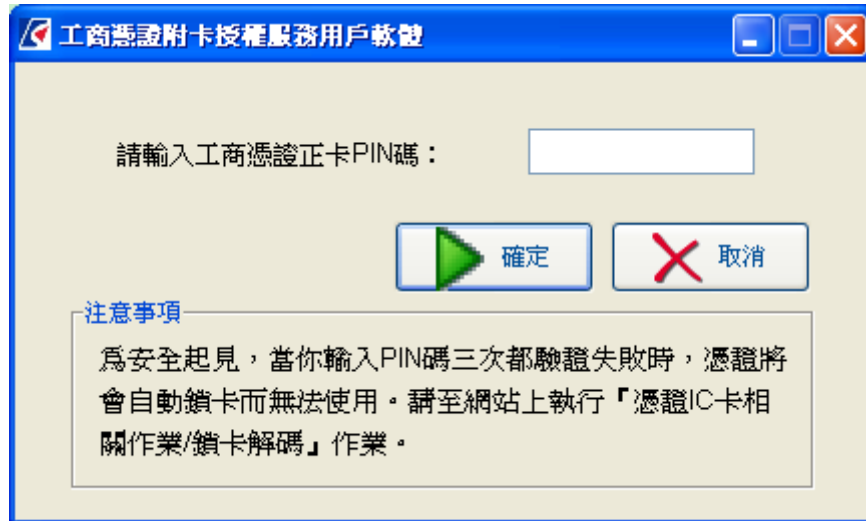 工商憑證附卡授權服務用戶軟體
請輸入工商憑證正卡PIN碼：
確定
取消
注意事項
為安全起見，當你輸入PIN碼三次都驗證失敗時，憑證將
會自動鎖卡而無法使用。請至網站上執行『憑證IC卡相
關作業/鎖卡解碼』作業。